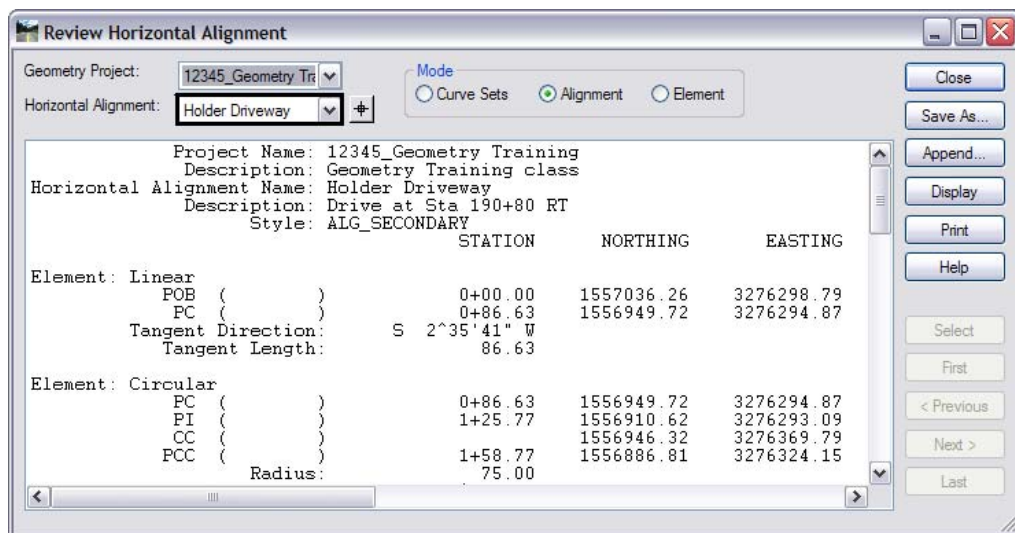 Review Horizontal Alignment
Geometry Project:
12345_Geometry Tra
Horizontal Alignment:
Holder Driveway
Mode
Curve Sets
Alignment
Element
Close
Save As...
Append...
Display
Print
Help
Select
First
< Previous
Next >
Last
Project Name: 12345_Geometry Training
Description: Geometry Training class
Horizontal Alignment Name: Holder Driveway
Description: Drive at Sta 190+80 RT
Style: ALG_SECONDARY
STATION NORTHING EASTING
Element: Linear
POB ( ) 0+00.00 1557036.26 3276298.79
PC ( ) 0+86.63 1556949.72 3276294.87
Tangent Direction: S 2^35'41" W
Tangent Length: 86.63
Element: Circular
PC ( ) 0+86.63 1556949.72 3276294.87
PI ( ) 1+25.77 1556910.62 3276293.09
CC ( ) 1556946.32 3276369.79
PCC ( ) 1+58.77 1556886.81 3276324.15
Radius: 75.00